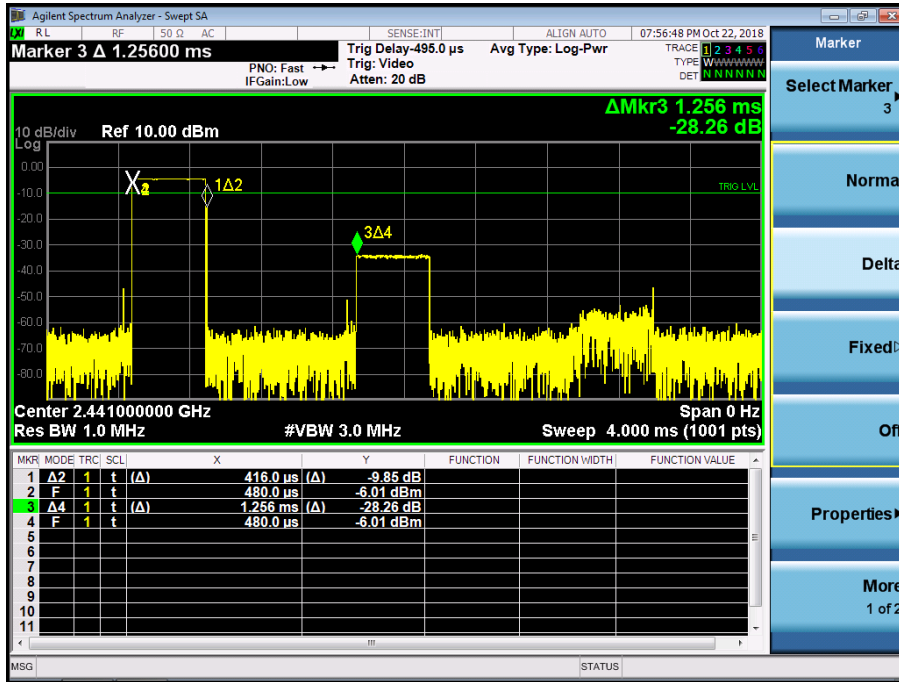 Agilent Spectrum Analyzer - Swept SA
LXI RL RF 50 Ω AC SENSE:INT ALIGN AUTO 07:56:48 PM Oct 22, 2018
Marker 3 Δ 1.25600 ms
PNO: Fast
IFGain:Low
Trig Delay-495.0 µs
Trig: Video
Atten: 20 dB
Avg Type: Log-Pwr
TRACE 1 2 3 4 5 6
TYPE WWWWWW
DET N N N N N N
ΔMkr3 1.256 ms
-28.26 dB
10 dB/div Ref 10.00 dBm
Log
0.00
-10.0
-20.0
-30.0
-40.0
-50.0
-60.0
-70.0
-80.0
X 2
1Δ2
TRIG LVL
3Δ4
Center 2.441000000 GHz Span 0 Hz
Res BW 1.0 MHz #VBW 3.0 MHz Sweep 4.000 ms (1001 pts)
MKR MODE TRC SCL X Y FUNCTION FUNCTION WIDTH FUNCTION VALUE
1 Δ2 1 t (Δ) 416.0 µs (Δ) -9.85 dB
2 F 1 t 480.0 µs -6.01 dBm
3 Δ4 1 t (Δ) 1.256 ms (Δ) -28.26 dB
4 F 1 t 480.0 µs -6.01 dBm
5
6
7
8
9
10
11
MSG STATUS
Marker
Select Marker
3
Norma
Delta
Fixed
Of
Properties
More
1 of 2